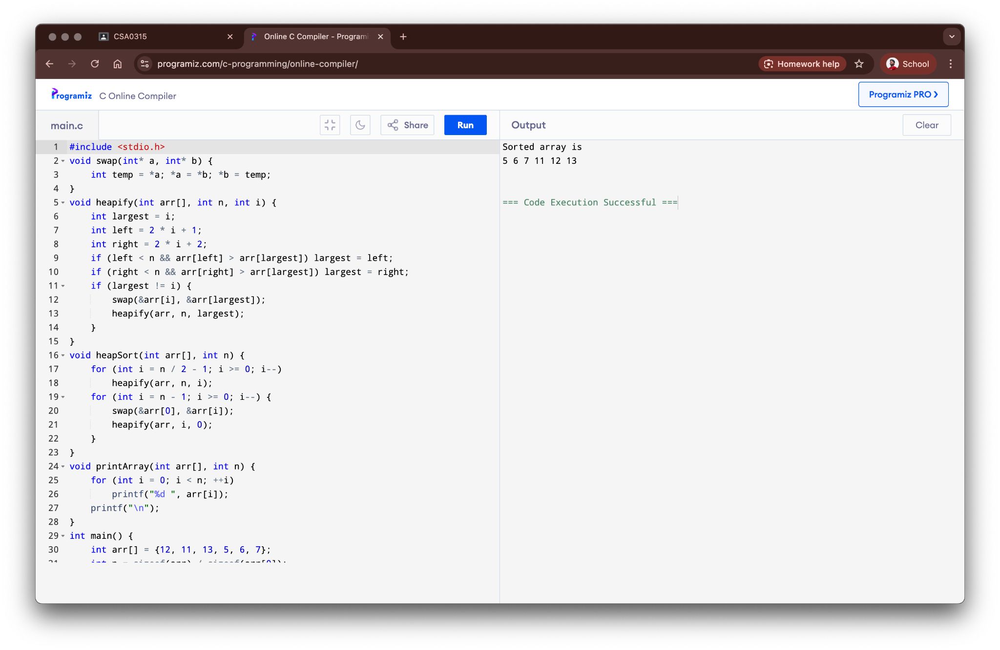 CSA0315
Online C Compiler - Programi
programiz.com/c-programming/online-compiler/
Homework help
School
Programiz
C Online Compiler
Programiz PRO
main.c
Share
Run
1 #include <stdio.h>
2 void swap(int* a, int* b) {
3     int temp = *a; *a = *b; *b = temp;
4 }
5 void heapify(int arr[], int n, int i) {
6     int largest = i;
7     int left = 2 * i + 1;
8     int right = 2 * i + 2;
9     if (left < n && arr[left] > arr[largest]) largest = left;
10     if (right < n && arr[right] > arr[largest]) largest = right;
11     if (largest != i) {
12         swap(&arr[i], &arr[largest]);
13         heapify(arr, n, largest);
14     }
15 }
16 void heapSort(int arr[], int n) {
17     for (int i = n / 2 - 1; i >= 0; i--)
18         heapify(arr, n, i);
19     for (int i = n - 1; i >= 0; i--) {
20         swap(&arr[0], &arr[i]);
21         heapify(arr, i, 0);
22     }
23 }
24 void printArray(int arr[], int n) {
25     for (int i = 0; i < n; ++i)
26         printf("%d ", arr[i]);
27     printf("\n");
28 }
29 int main() {
30     int arr[] = {12, 11, 13, 5, 6, 7};
31     int n = sizeof(arr) / sizeof(arr[0]);
Output
Clear
Sorted array is
5 6 7 11 12 13
=== Code Execution Successful ===